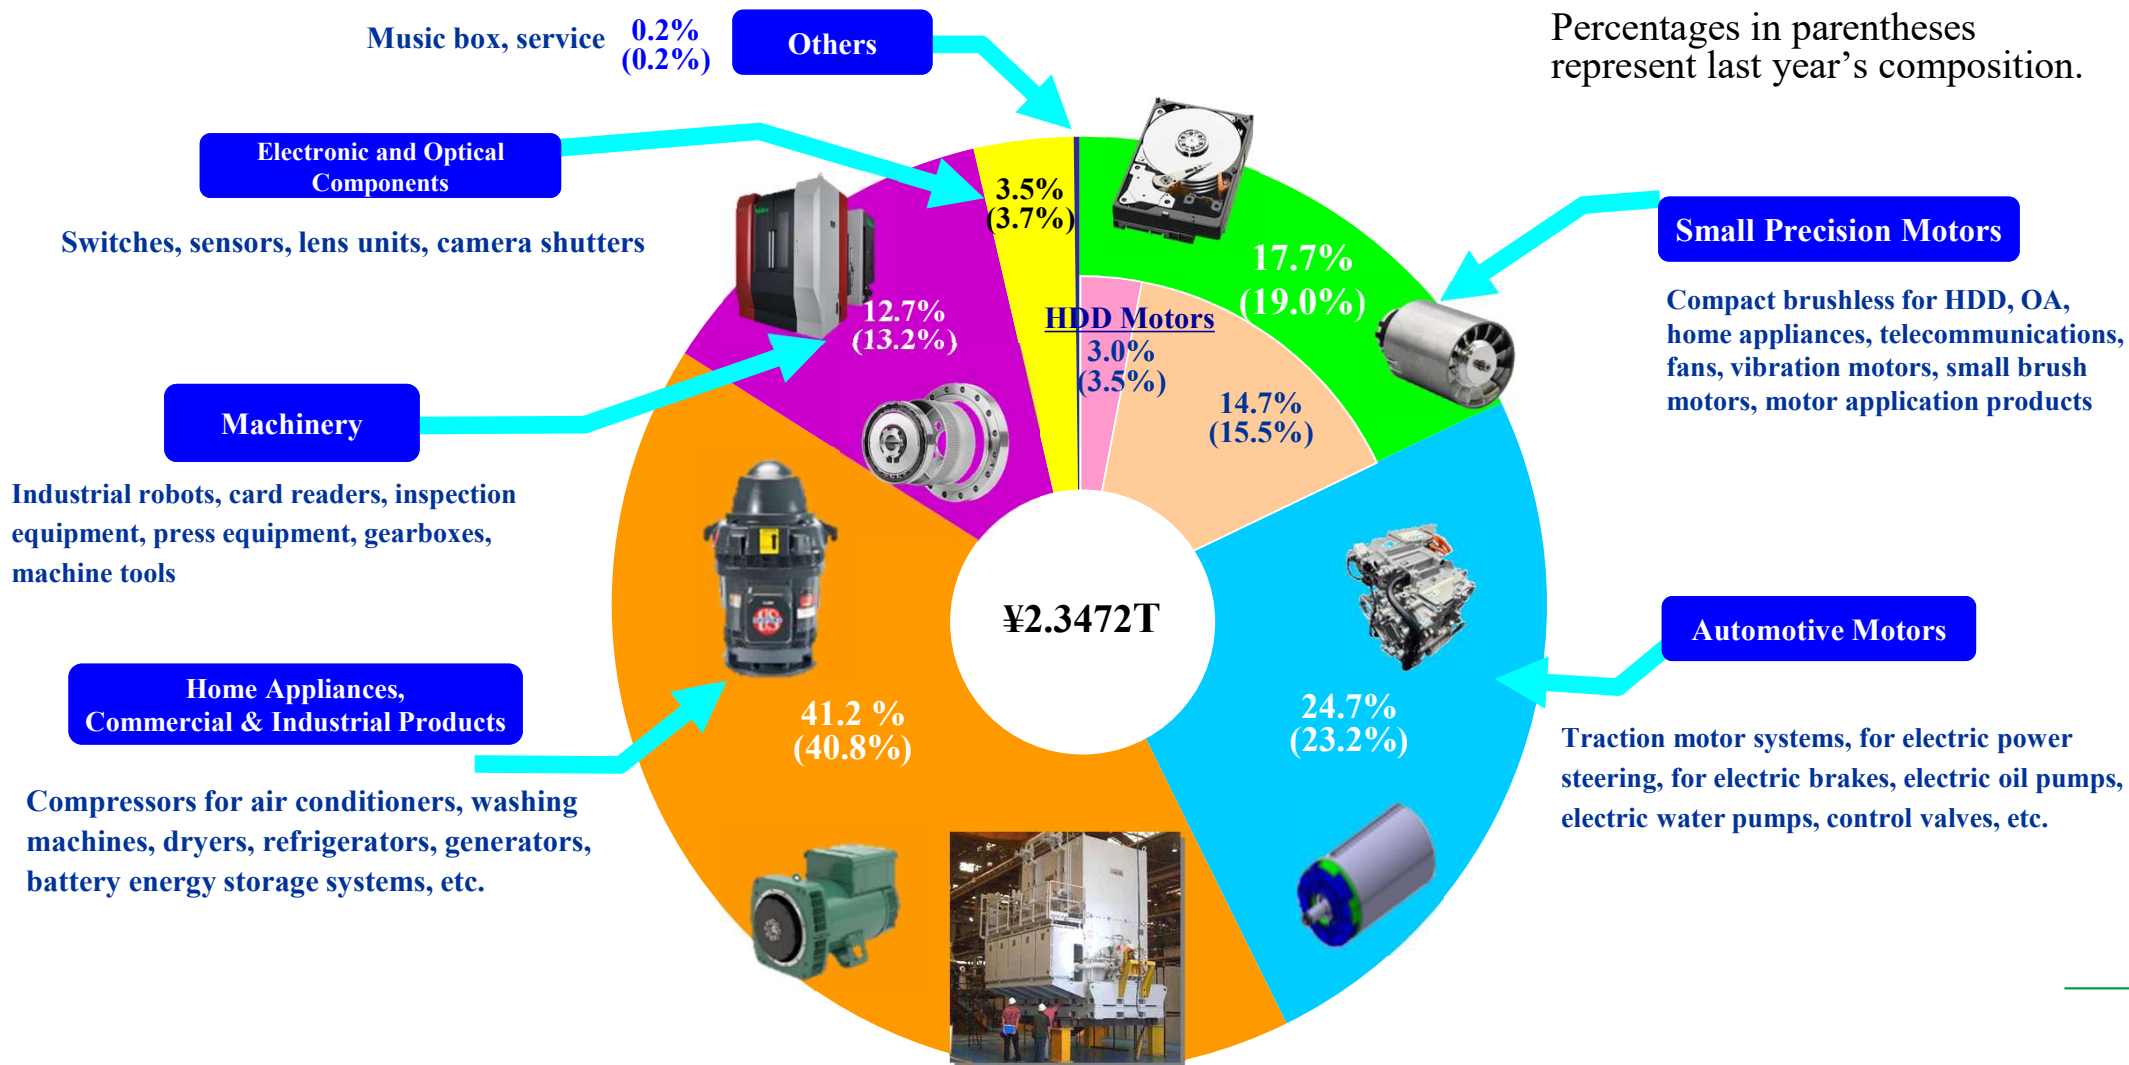 Percentages in parentheses
represent last year's composition.
Music box, service
0.2%
(0.2%)
Others
Electronic and Optical
Components
Switches, sensors, lens units, camera shutters
3.5%
(3.7%)
17.7%
(19.0%)
Small Precision Motors
Compact brushless for HDD, OA,
home appliances, telecommunications,
fans, vibration motors, small brush
motors, motor application products
HDD Motors
3.0%
(3.5%)
14.7%
(15.5%)
12.7%
(13.2%)
Machinery
Industrial robots, card readers, inspection
equipment, press equipment, gearboxes,
machine tools
¥2.3472T
Automotive Motors
24.7%
(23.2%)
Traction motor systems, for electric power
steering, for electric brakes, electric oil pumps,
electric water pumps, control valves, etc.
Home Appliances,
Commercial & Industrial Products
41.2 %
(40.8%)
Compressors for air conditioners, washing
machines, dryers, refrigerators, generators,
battery energy storage systems, etc.